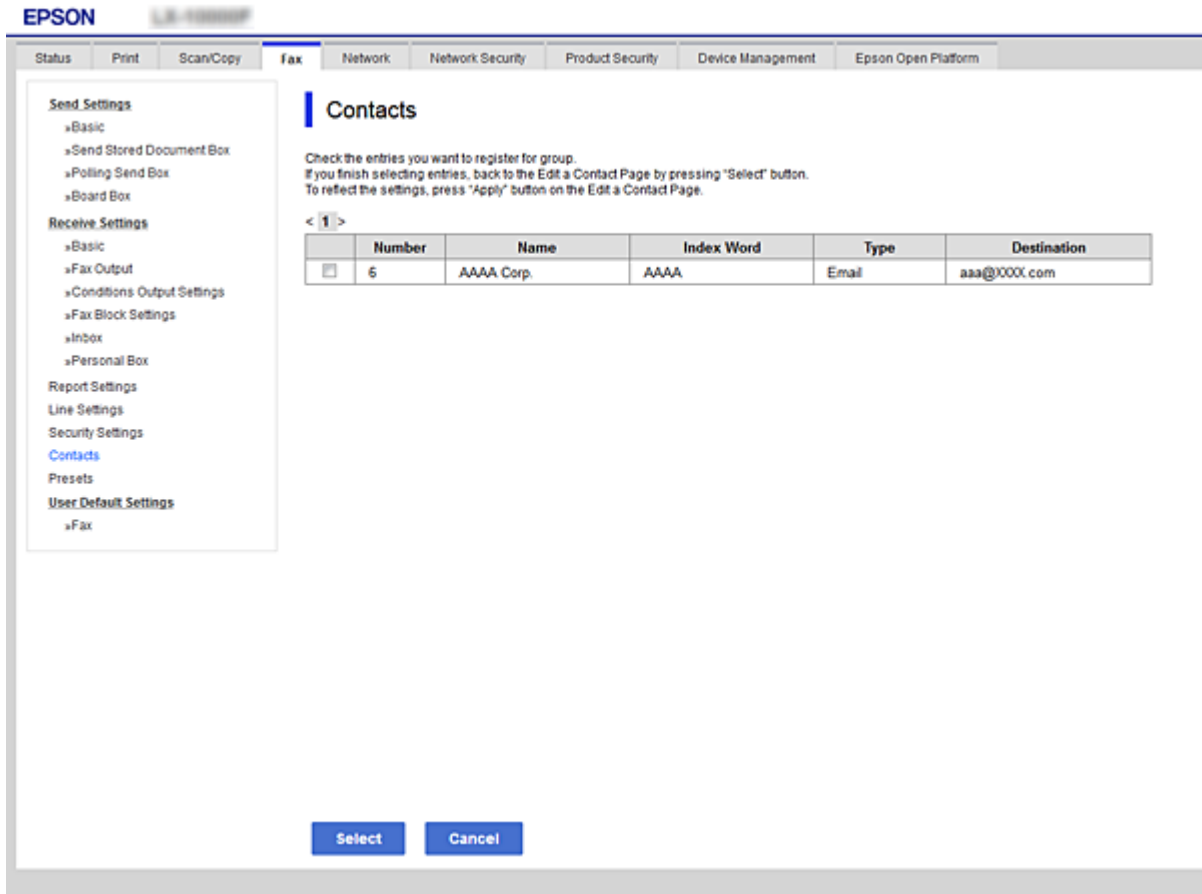 EPSON
Status Print Scan/Copy Fax Network Network Security Product Security Device Management Epson Open Platform
Send Settings
»Basic
»Send Stored Document Box
»Polling Send Box
»Board Box
Receive Settings
»Basic
»Fax Output
»Conditions Output Settings
»Fax Block Settings
»Inbox
»Personal Box
Report Settings
Line Settings
Security Settings
Contacts
Presets
User Default Settings
»Fax
Contacts
Check the entries you want to register for group.
If you finish selecting entries, back to the Edit a Contact Page by pressing "Select" button.
To reflect the settings, press "Apply" button on the Edit a Contact Page.
< 1 >
Number Name Index Word Type Destination
6 AAAA Corp. AAAA Email aaa@XXXX.com
Select Cancel